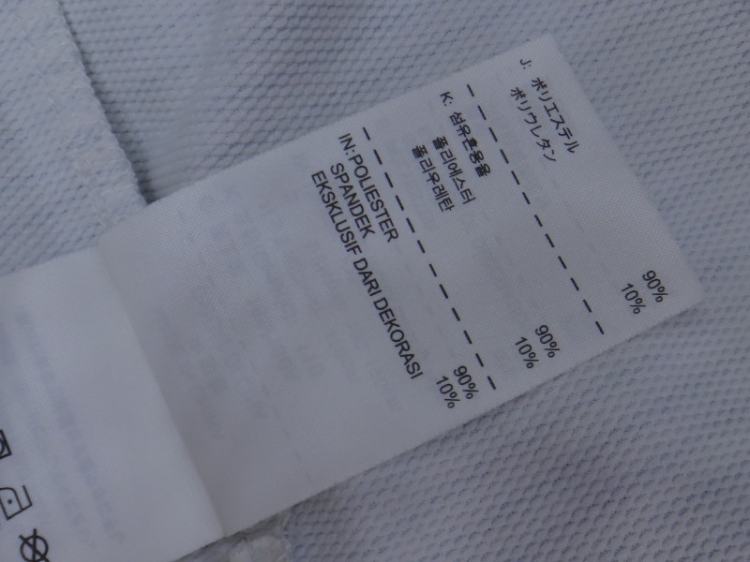 J: ポリエステル 90%
ポリウレタン 10%
K: 섬유혼용율
폴리에스터 90%
폴리우레탄 10%
IN:POLIESTER 90%
SPANDEK 10%
EKSKLUSIF DARI DEKORASI